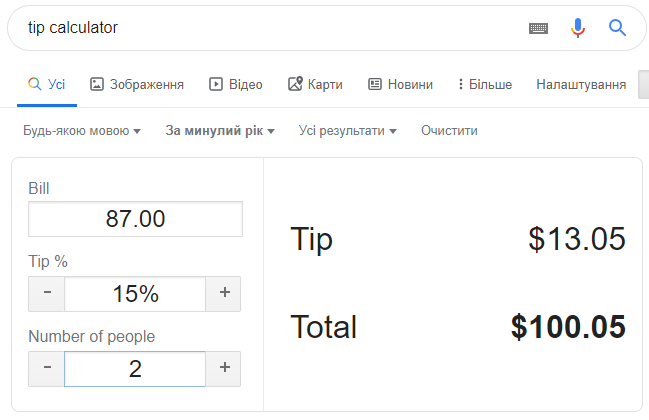 tip calculator
Усі Зображення Відео Карти Новини Більше Налаштування
Будь-якою мовою За минулий рік Усі результати Очистити
Bill
87.00
Tip %
- 15% +
Number of people
- 2 +
Tip $13.05
Total $100.05